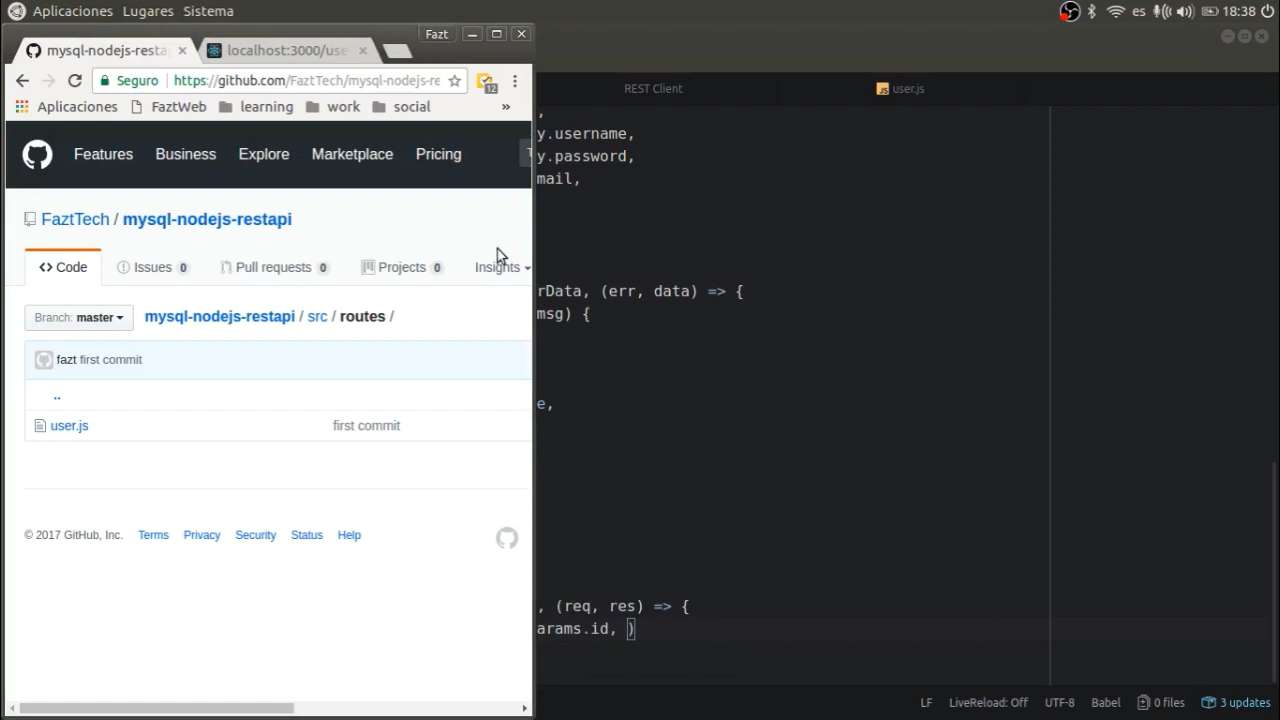 Aplicaciones Lugares Sistema es 18:38
Fazt
mysql-nodejs-resta localhost:3000/use
Seguro https://github.com/FaztTech/mysql-nodejs-re 12
Aplicaciones FaztWeb learning work social »
REST Client user.js
Features Business Explore Marketplace Pricing
FaztTech / mysql-nodejs-restapi
Code Issues 0 Pull requests 0 Projects 0 Insights
Branch: master mysql-nodejs-restapi / src / routes /
fazt first commit
..
user.js first commit
© 2017 GitHub, Inc. Terms Privacy Security Status Help
,
y.username,
y.password,
mail,
rData, (err, data) => {
msg) {
e,
, (req, res) => {
arams.id, )
LF LiveReload: Off UTF-8 Babel 0 files 3 updates